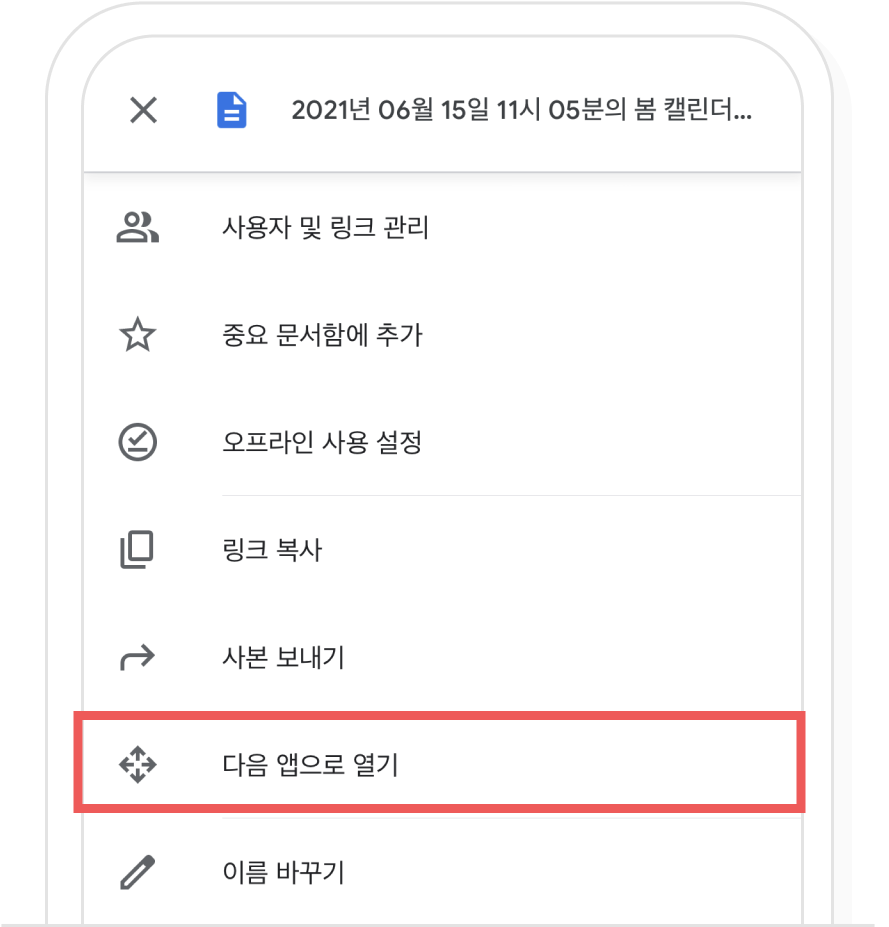 2021년 06월 15일 11시 05분의 봄 캘린더...
사용자 및 링크 관리
중요 문서함에 추가
오프라인 사용 설정
링크 복사
사본 보내기
다음 앱으로 열기
이름 바꾸기